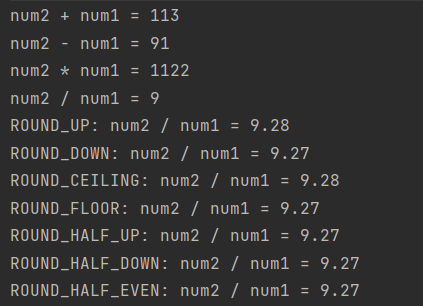 num2 + num1 = 113
num2 - num1 = 91
num2 * num1 = 1122
num2 / num1 = 9
ROUND_UP: num2 / num1 = 9.28
ROUND_DOWN: num2 / num1 = 9.27
ROUND_CEILING: num2 / num1 = 9.28
ROUND_FLOOR: num2 / num1 = 9.27
ROUND_HALF_UP: num2 / num1 = 9.27
ROUND_HALF_DOWN: num2 / num1 = 9.27
ROUND_HALF_EVEN: num2 / num1 = 9.27